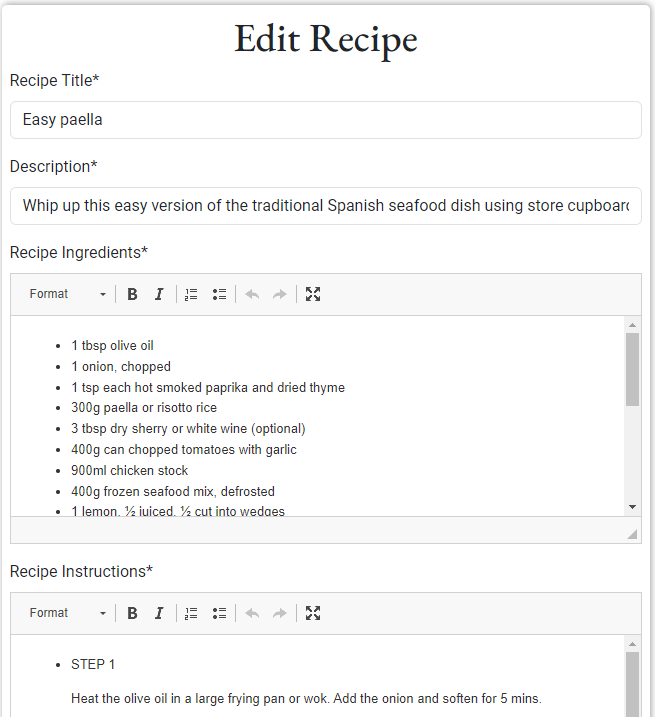 Edit Recipe
Recipe Title*
Easy paella
Description*
Whip up this easy version of the traditional Spanish seafood dish using store cupboard
Recipe Ingredients*
Format B I
1 tbsp olive oil
1 onion, chopped
1 tsp each hot smoked paprika and dried thyme
300g paella or risotto rice
3 tbsp dry sherry or white wine (optional)
400g can chopped tomatoes with garlic
900ml chicken stock
400g frozen seafood mix, defrosted
1 lemon, ½ juiced, ½ cut into wedges
Recipe Instructions*
Format B I
STEP 1
Heat the olive oil in a large frying pan or wok. Add the onion and soften for 5 mins.